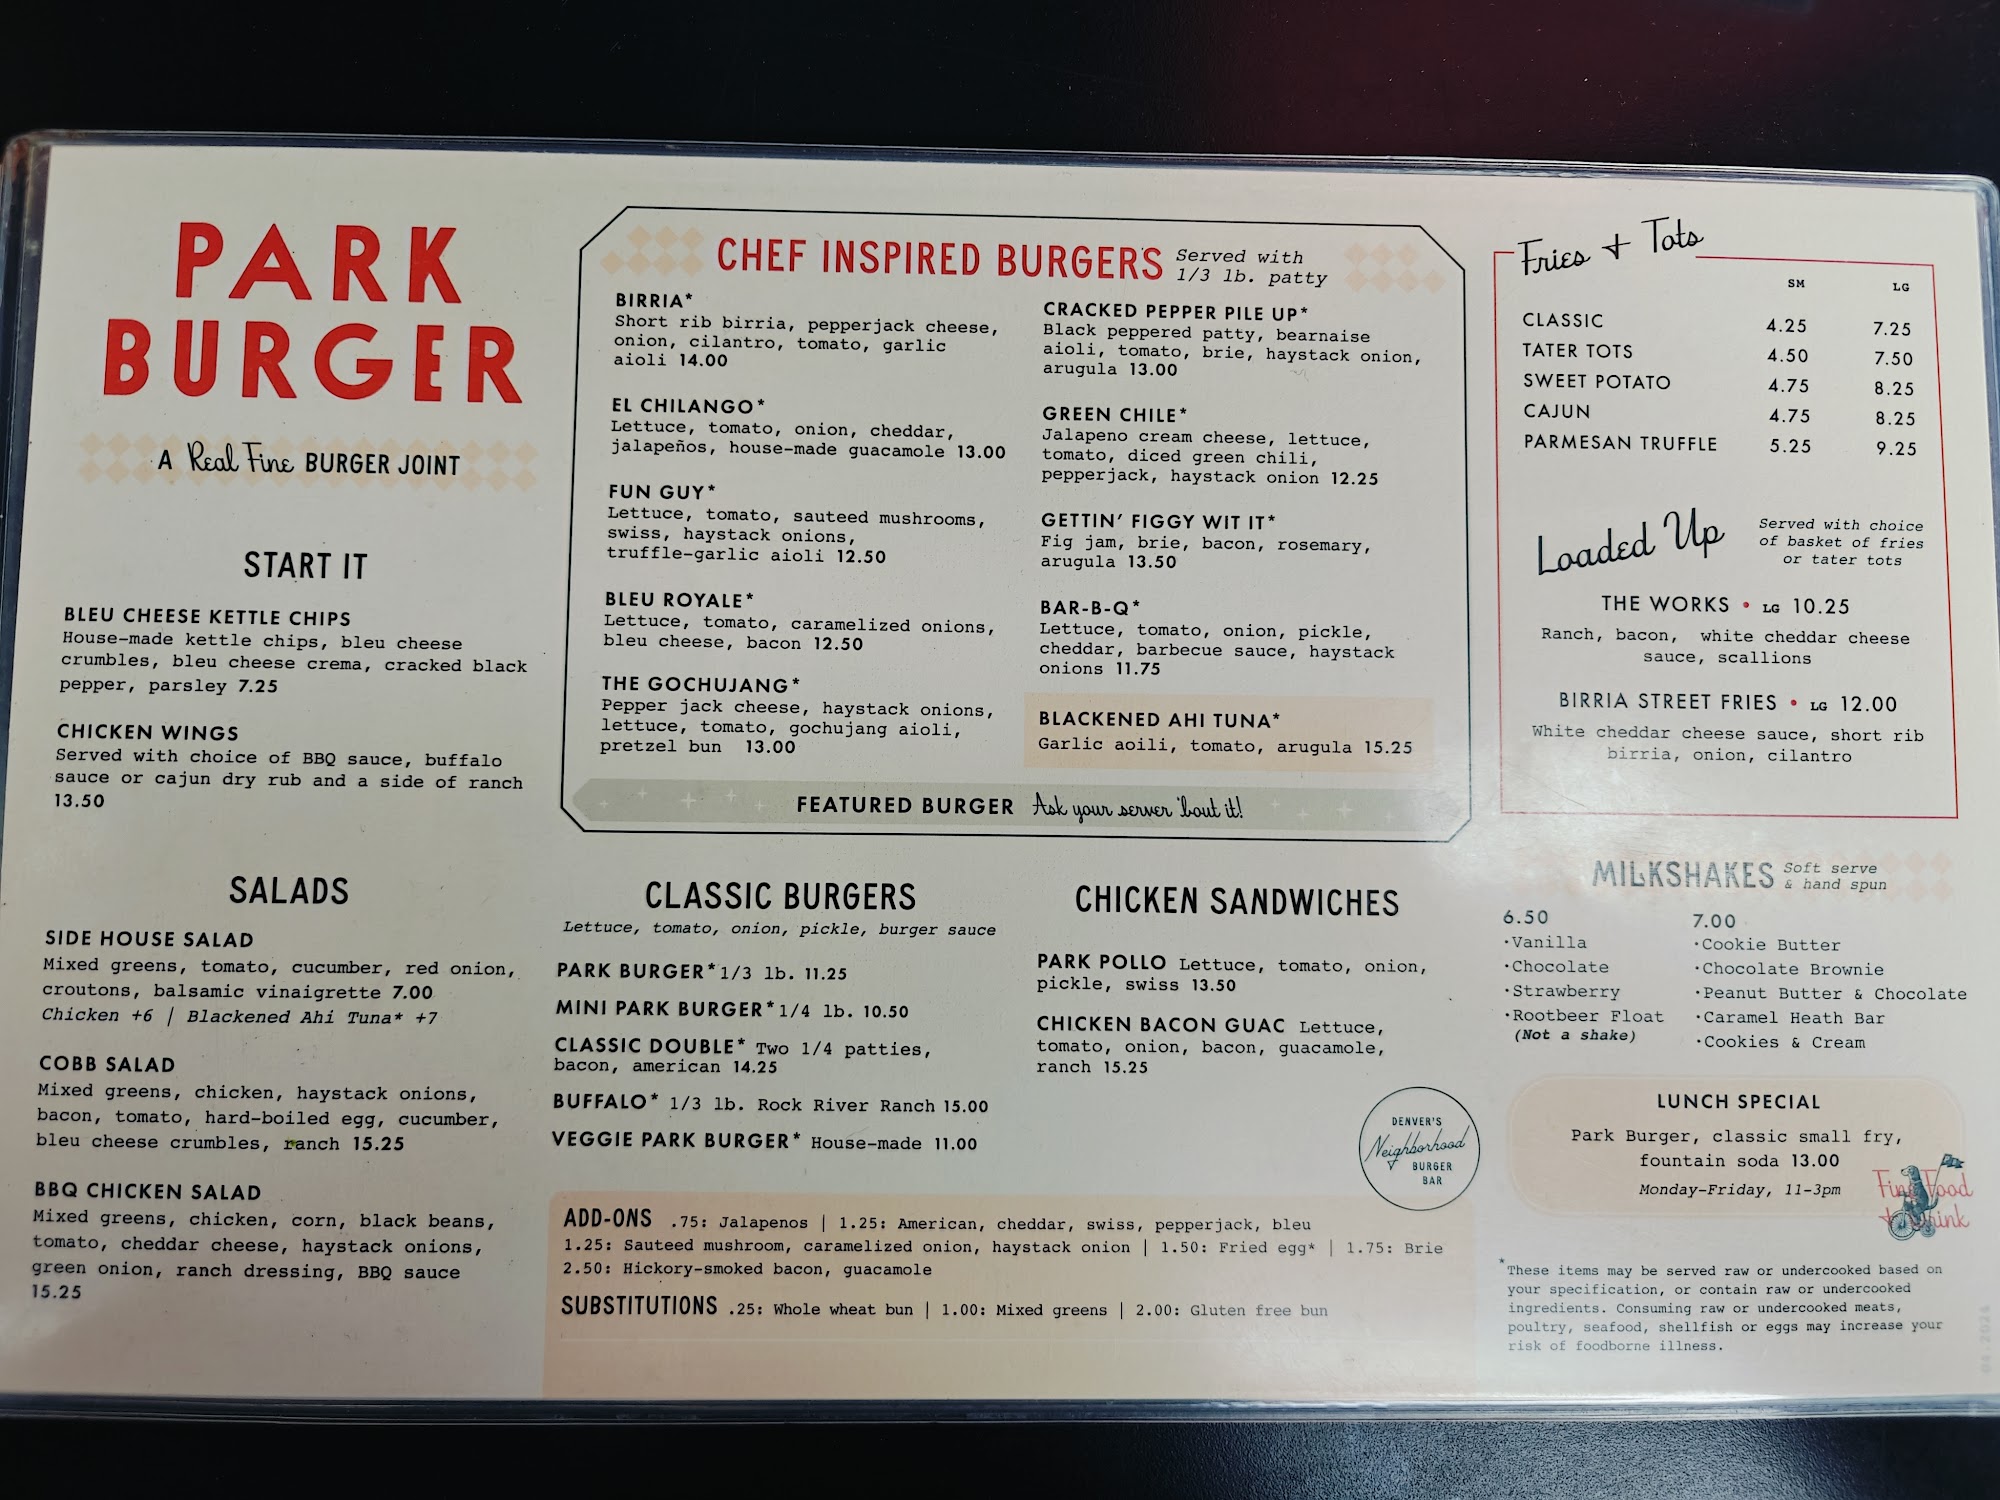 PARK
BURGER
A Real Fine BURGER JOINT
START IT
BLEU CHEESE KETTLE CHIPS
House-made kettle chips, bleu cheese
crumbles, bleu cheese crema, cracked black
pepper, parsley 7.25
CHICKEN WINGS
Served with choice of BBQ sauce, buffalo
sauce or cajun dry rub and a side of ranch
13.50
SALADS
SIDE HOUSE SALAD
Mixed greens, tomato, cucumber, red onion,
croutons, balsamic vinaigrette 7.00
Chicken +6 | Blackened Ahi Tuna* +7
COBB SALAD
Mixed greens, chicken, haystack onions,
bacon, tomato, hard-boiled egg, cucumber,
bleu cheese crumbles, ranch 15.25
BBQ CHICKEN SALAD
Mixed greens, chicken, corn, black beans,
tomato, cheddar cheese, haystack onions,
green onion, ranch dressing, BBQ sauce
15.25
CHEF INSPIRED BURGERS Served with
1/3 lb. patty
BIRRIA*
Short rib birria, pepperjack cheese,
onion, cilantro, tomato, garlic
aioli 14.00
EL CHILANGO*
Lettuce, tomato, onion, cheddar,
jalapeños, house-made guacamole 13.00
FUN GUY*
Lettuce, tomato, sauteed mushrooms,
swiss, haystack onions,
truffle-garlic aioli 12.50
BLEU ROYALE*
Lettuce, tomato, caramelized onions,
bleu cheese, bacon 12.50
THE GOCHUJANG*
Pepper jack cheese, haystack onions,
lettuce, tomato, gochujang aioli,
pretzel bun 13.00
CRACKED PEPPER PILE UP*
Black peppered patty, bearnaise
aioli, tomato, brie, haystack onion,
arugula 13.00
GREEN CHILE*
Jalapeno cream cheese, lettuce,
tomato, diced green chili,
pepperjack, haystack onion 12.25
GETTIN' FIGGY WIT IT*
Fig jam, brie, bacon, rosemary,
arugula 13.50
BAR-B-Q*
Lettuce, tomato, onion, pickle,
cheddar, barbecue sauce, haystack
onions 11.75
BLACKENED AHI TUNA*
Garlic aoili, tomato, arugula 15.25
FEATURED BURGER Ask your server 'bout it!
CLASSIC BURGERS
Lettuce, tomato, onion, pickle, burger sauce
PARK BURGER* 1/3 lb. 11.25
MINI PARK BURGER* 1/4 lb. 10.50
CLASSIC DOUBLE* Two 1/4 patties,
bacon, american 14.25
BUFFALO* 1/3 lb. Rock River Ranch 15.00
VEGGIE PARK BURGER* House-made 11.00
CHICKEN SANDWICHES
PARK POLLO Lettuce, tomato, onion,
pickle, swiss 13.50
CHICKEN BACON GUAC Lettuce,
tomato, onion, bacon, guacamole,
ranch 15.25
DENVER'S
Neighborhood
BURGER
BAR
ADD-ONS .75: Jalapenos | 1.25: American, cheddar, swiss, pepperjack, bleu
1.25: Sauteed mushroom, caramelized onion, haystack onion | 1.50: Fried egg* | 1.75: Brie
2.50: Hickory-smoked bacon, guacamole
SUBSTITUTIONS .25: Whole wheat bun | 1.00: Mixed greens | 2.00: Gluten free bun
Fries + Tots
SM LG
CLASSIC 4.25 7.25
TATER TOTS 4.50 7.50
SWEET POTATO 4.75 8.25
CAJUN 4.75 8.25
PARMESAN TRUFFLE 5.25 9.25
Loaded Up Served with choice
of basket of fries
or tater tots
THE WORKS • LG 10.25
Ranch, bacon, white cheddar cheese
sauce, scallions
BIRRIA STREET FRIES • LG 12.00
White cheddar cheese sauce, short rib
birria, onion, cilantro
MILKSHAKES Soft serve
& hand spun
6.50
·Vanilla
·Chocolate
·Strawberry
·Rootbeer Float
(Not a shake)
7.00
·Cookie Butter
·Chocolate Brownie
·Peanut Butter & Chocolate
·Caramel Heath Bar
·Cookies & Cream
LUNCH SPECIAL
Park Burger, classic small fry,
fountain soda 13.00
Monday-Friday, 11-3pm
Fine Food
+ Drink
*These items may be served raw or undercooked based on
your specification, or contain raw or undercooked
ingredients. Consuming raw or undercooked meats,
poultry, seafood, shellfish or eggs may increase your
risk of foodborne illness.